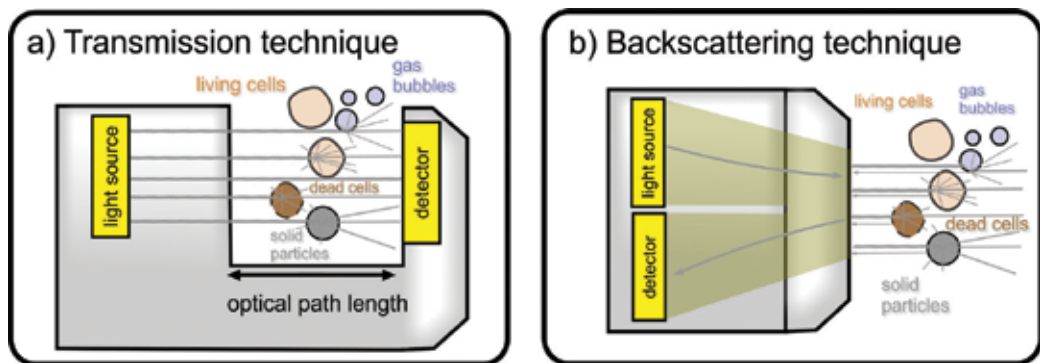 a) Transmission technique
living cells
gas
bubbles
light source
detector
dead cells
solid
particles
optical path length
b) Backscattering technique
living cells
gas
bubbles
light source
detector
dead cells
solid
particles